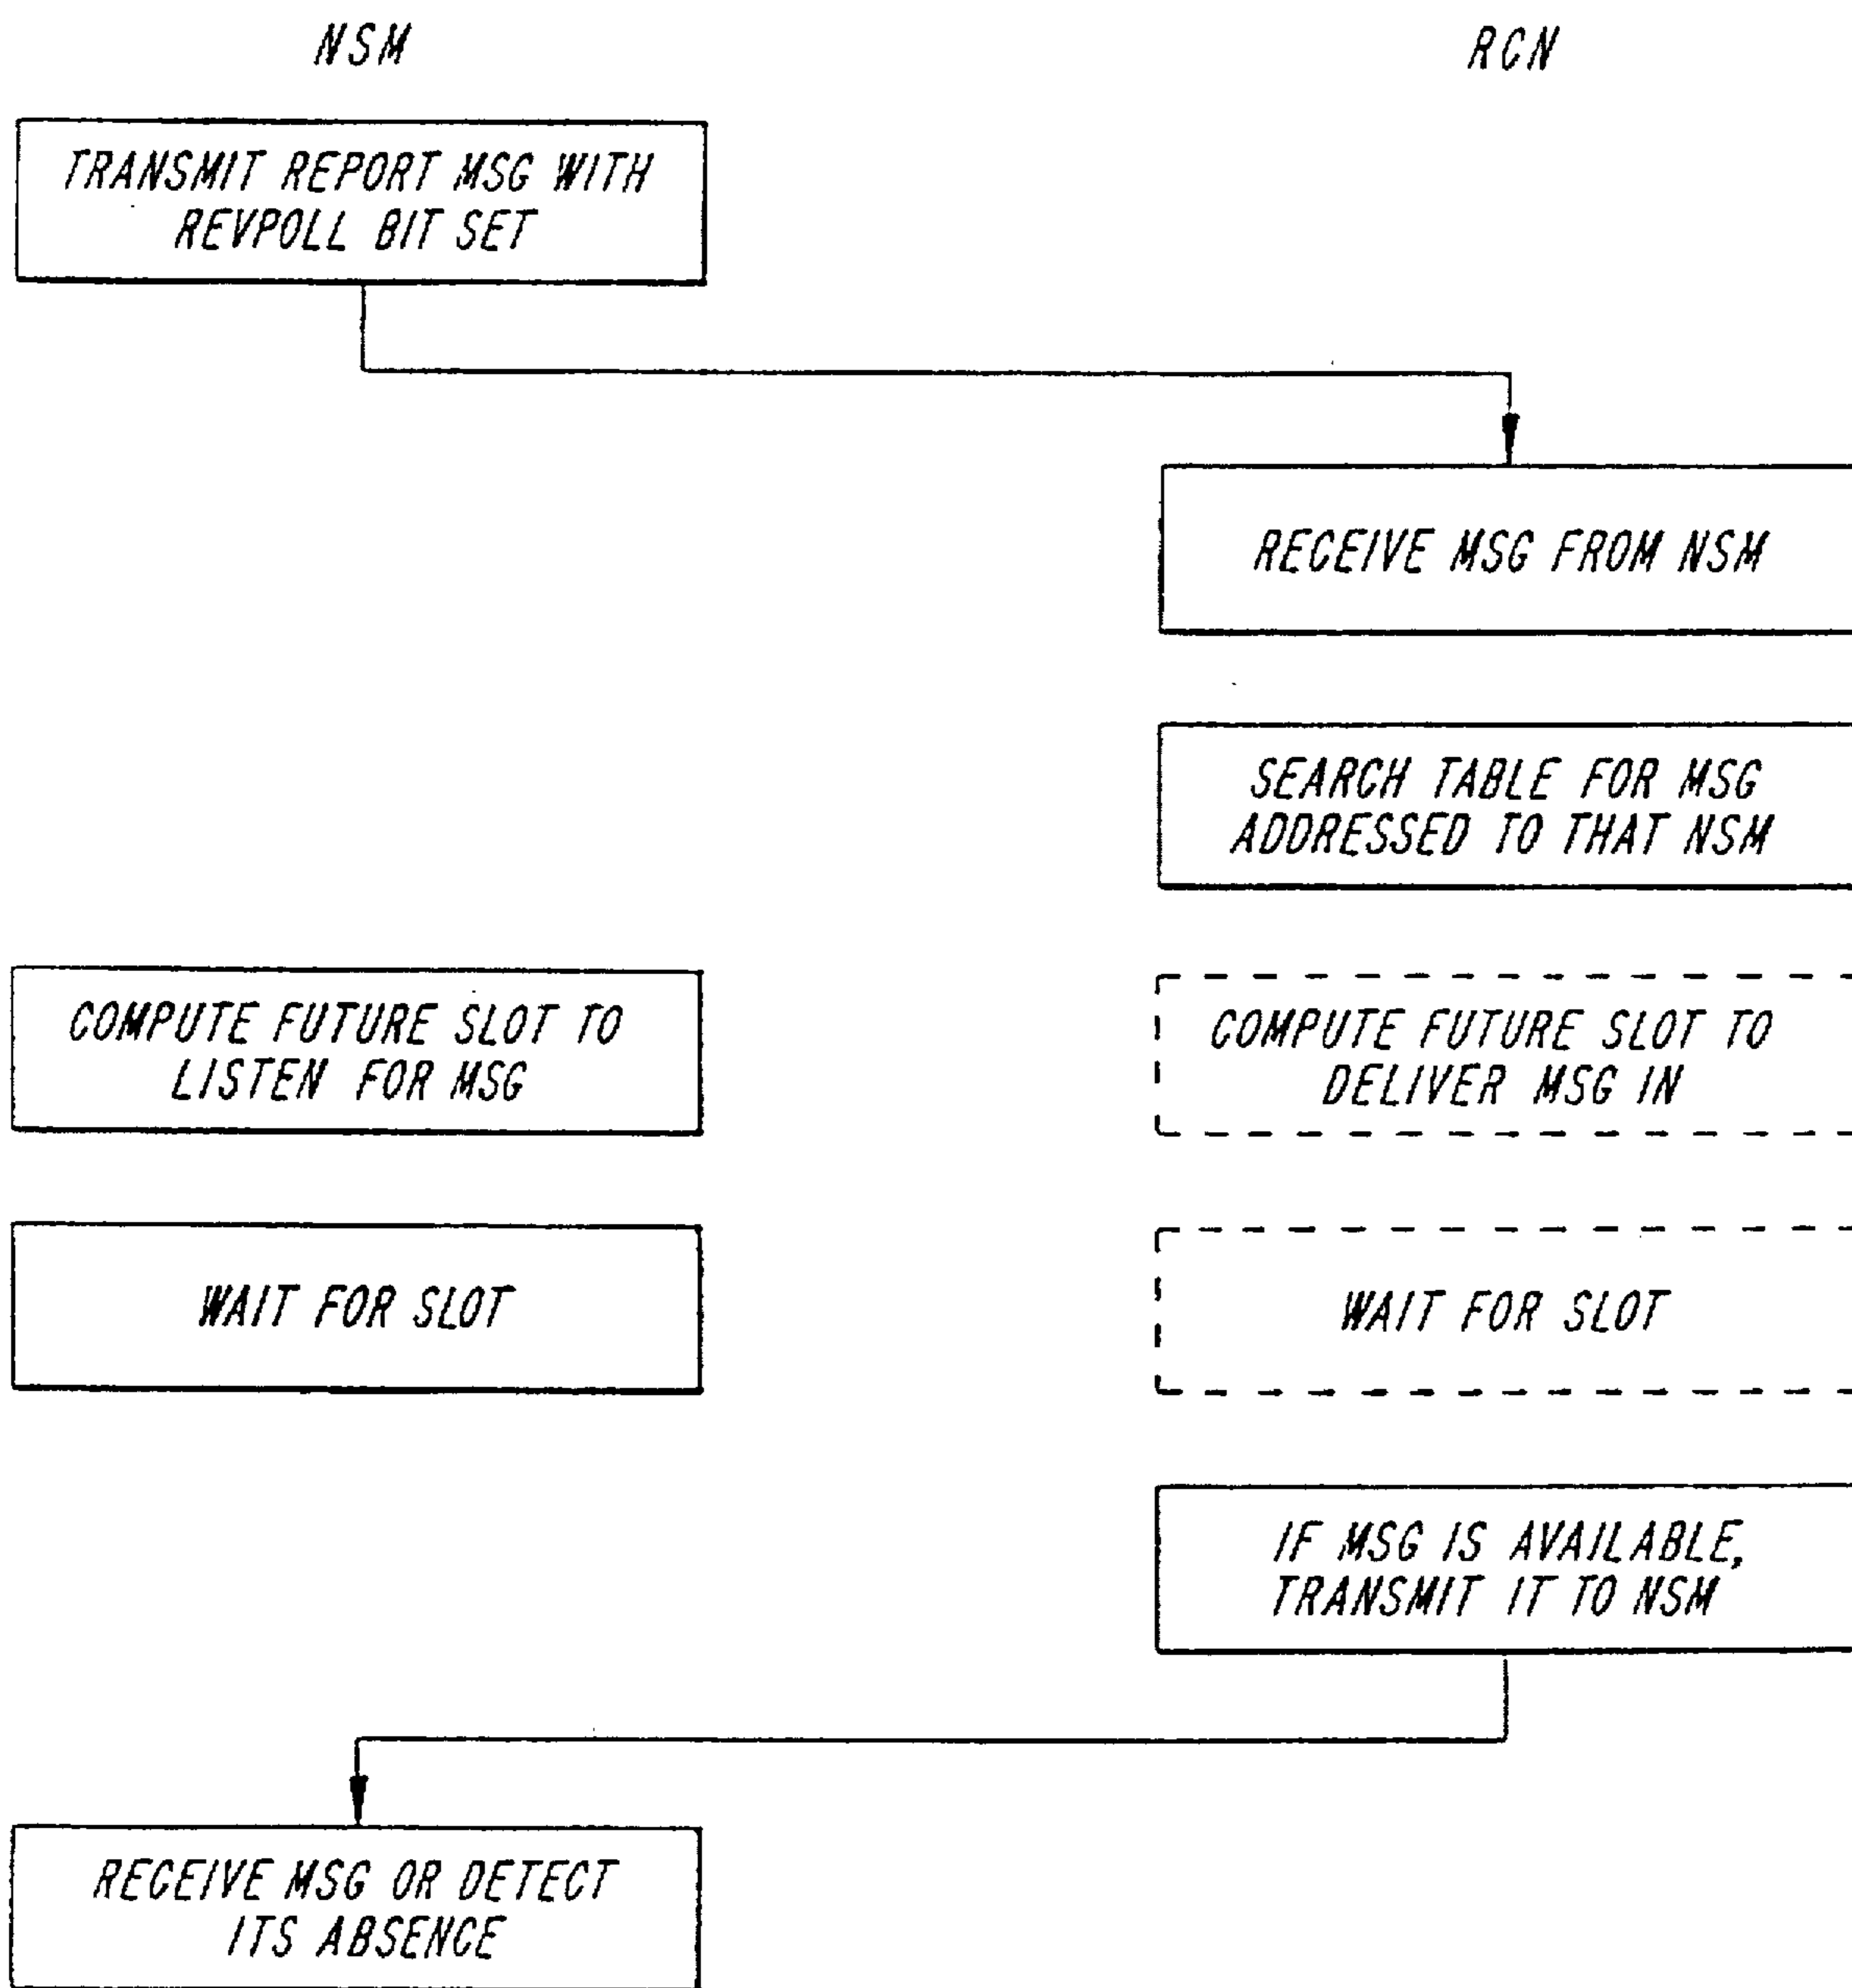 NSM
RCN
TRANSMIT REPORT MSG WITH
REVPOLL BIT SET
RECEIVE MSG FROM NSM
SEARCH TABLE FOR MSG
ADDRESSED TO THAT NSM
COMPUTE FUTURE SLOT TO
LISTEN FOR MSG
COMPUTE FUTURE SLOT TO
DELIVER MSG IN
WAIT FOR SLOT
WAIT FOR SLOT
IF MSG IS AVAILABLE,
TRANSMIT IT TO NSM
RECEIVE MSG OR DETECT
ITS ABSENCE